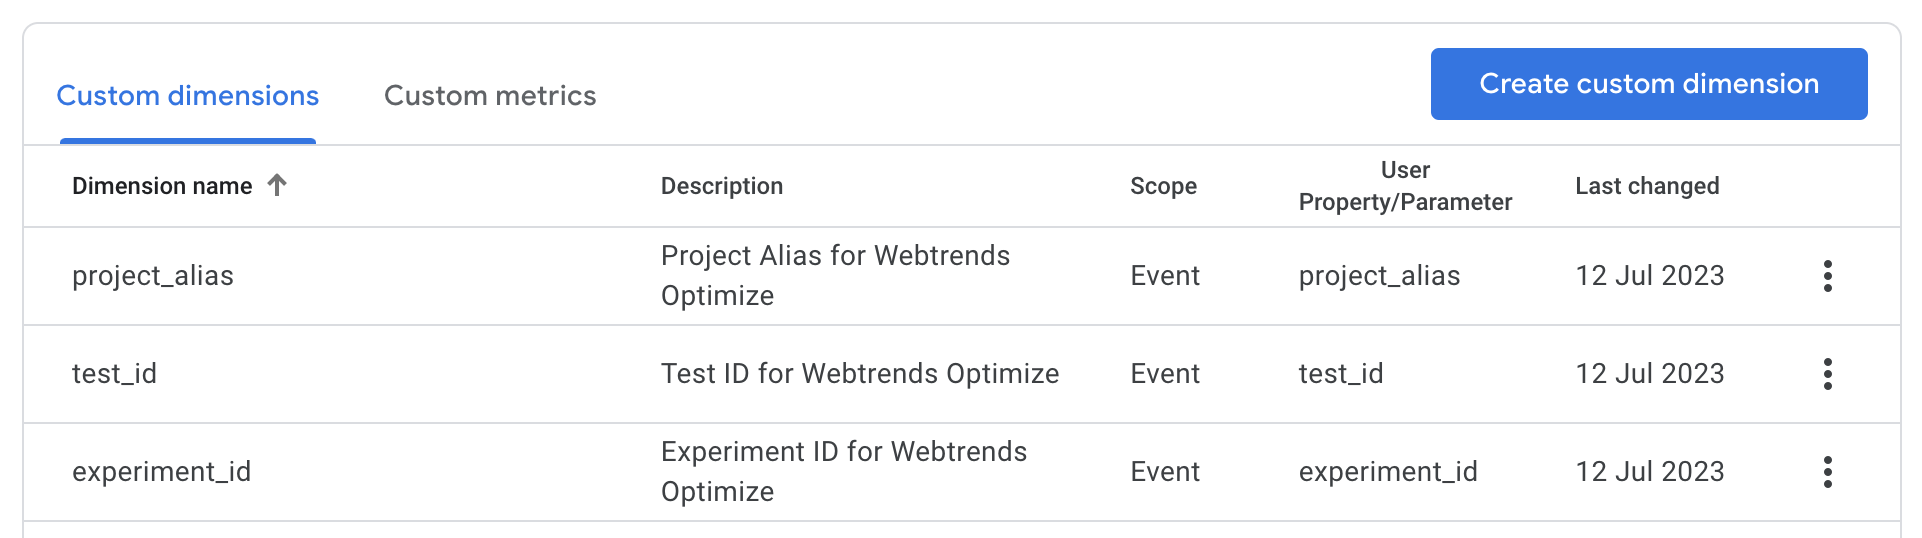 Custom dimensions Custom metrics Create custom dimension
Dimension name Description Scope User Property/Parameter Last changed
project_alias Project Alias for Webtrends Optimize Event project_alias 12 Jul 2023
test_id Test ID for Webtrends Optimize Event test_id 12 Jul 2023
experiment_id Experiment ID for Webtrends Optimize Event experiment_id 12 Jul 2023